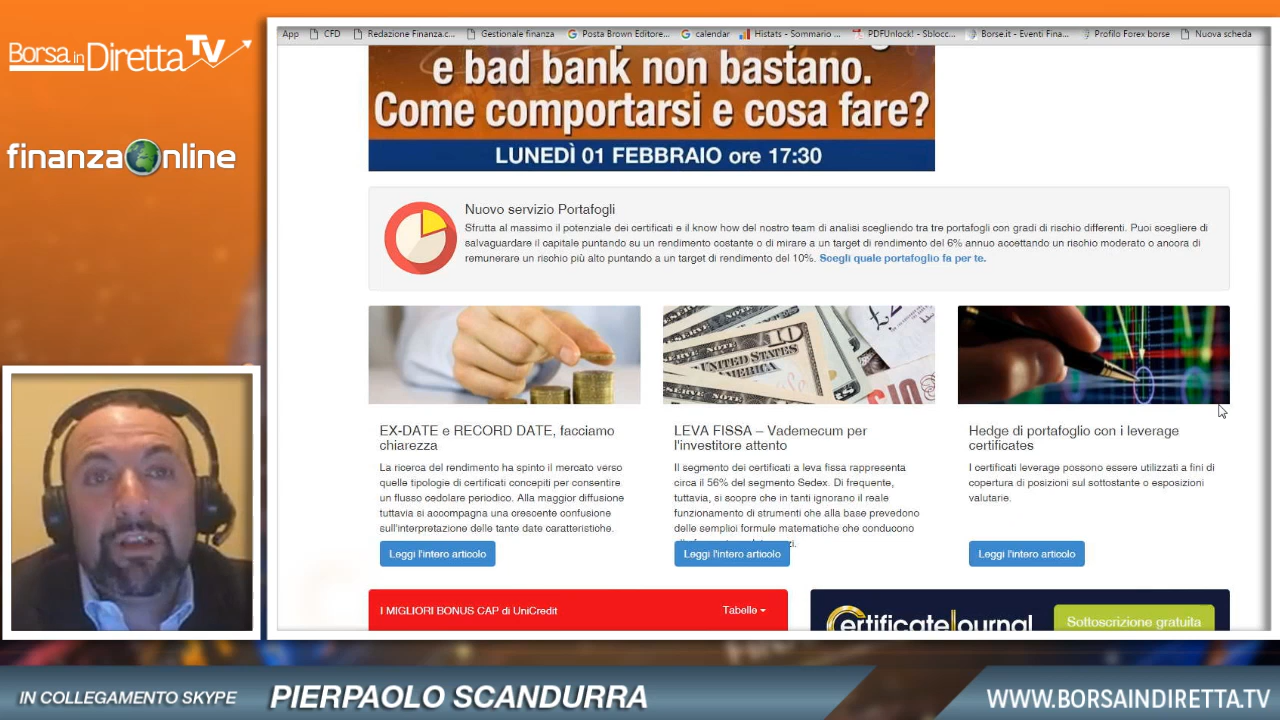 Borsa in Diretta TV
finanza online
App CFD Redazione Finanza.c... Gestionale finanza Posta Brown Editore... calendar Histats - Sommario ... PDFUnlock! - Sblocc... Borse.it - Eventi Fina... Profilo Forex borse Nuova scheda
e bad bank non bastano.
Come comportarsi e cosa fare?
LUNEDÌ 01 FEBBRAIO ore 17:30
Nuovo servizio Portafogli
Sfrutta al massimo il potenziale dei certificati e il know how del nostro team di analisi scegliendo tra tre portafogli con gradi di rischio differenti. Puoi scegliere di
salvaguardare il capitale puntando su un rendimento costante o di mirare a un target di rendimento del 6% annuo accettando un rischio moderato o ancora di
remunerare un rischio più alto puntando a un target di rendimento del 10%. Scegli quale portafoglio fa per te.
EX-DATE e RECORD DATE, facciamo
chiarezza
La ricerca del rendimento ha spinto il mercato verso
quelle tipologie di certificati concepiti per consentire
un flusso cedolare periodico. Alla maggior diffusione
tuttavia si accompagna una crescente confusione
sull'interpretazione delle tante date caratteristiche.
Leggi l'intero articolo
LEVA FISSA – Vademecum per
l'investitore attento
Il segmento dei certificati a leva fissa rappresenta
circa il 56% del segmento Sedex. Di frequente,
tuttavia, si scopre che in tanti ignorano il reale
funzionamento di strumenti che alla base prevedono
delle semplici formule matematiche che conducono
Leggi l'intero articolo
Hedge di portafoglio con i leverage
certificates
I certificati leverage possono essere utilizzati a fini di
copertura di posizioni sul sottostante o esposizioni
valutarie.
Leggi l'intero articolo
I MIGLIORI BONUS CAP di UniCredit
Tabelle
Certificate Journal
Sottoscrizione gratuita
IN COLLEGAMENTO SKYPE
PIERPAOLO SCANDURRA
WWW.BORSAINDIRETTA.TV